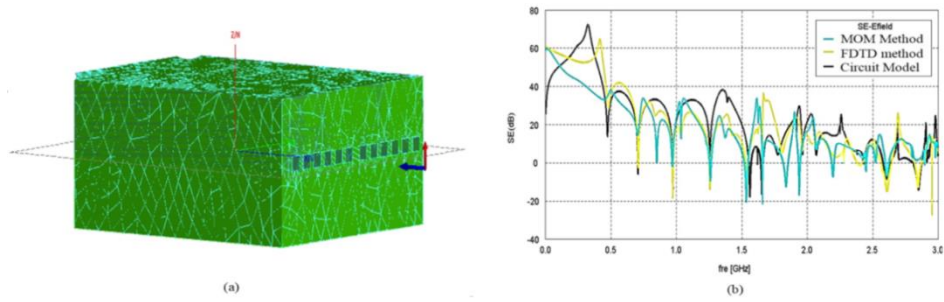 Z/N
(a)
(b)
80
60
40
20
0
-20
-40
SE(dB)
0.0
0.5
1.0
1.5
2.0
2.5
3.0
fre [GHz]
SE-Efield
MOM Method
FDTD method
Circuit Model